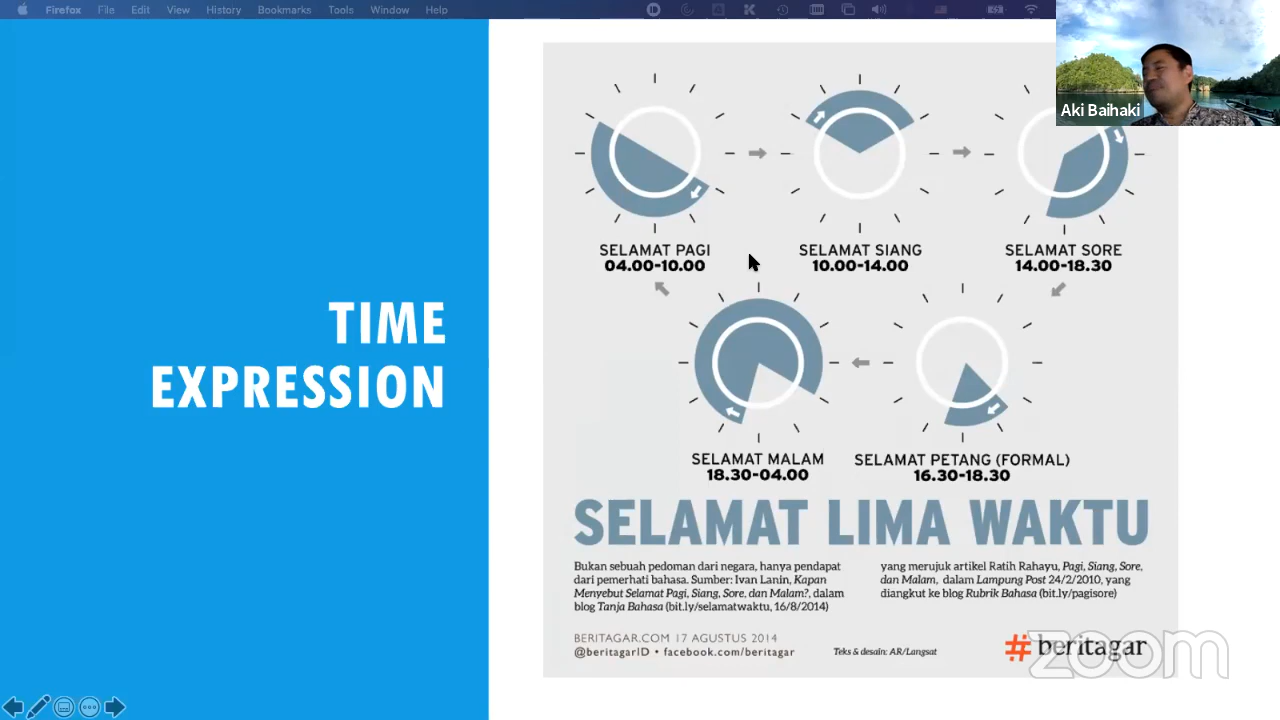 Firefox File Edit View History Bookmarks Tools Window Help
Aki Baihaki
TIME
EXPRESSION
SELAMAT PAGI
04.00-10.00
SELAMAT SIANG
10.00-14.00
SELAMAT SORE
14.00-18.30
SELAMAT MALAM
18.30-04.00
SELAMAT PETANG (FORMAL)
16.30-18.30
SELAMAT LIMA WAKTU
Bukan sebuah pedoman dari negara, hanya pendapat
dari pemerhati bahasa. Sumber: Ivan Lanin, Kapan
Menyebut Selamat Pagi, Siang, Sore, dan Malam?, dalam
blog Tanja Bahasa (bit.ly/selamatwaktu, 16/8/2014)
yang merujuk artikel Ratih Rahayu, Pagi, Siang, Sore,
dan Malam, dalam Lampung Post 24/2/2010, yang
diangkut ke blog Rubrik Bahasa (bit.ly/pagisore)
BERITAGAR.COM 17 AGUSTUS 2014
@beritagarID • facebook.com/beritagar
Teks & desain: AR/Langsat
# beritagar
zoom